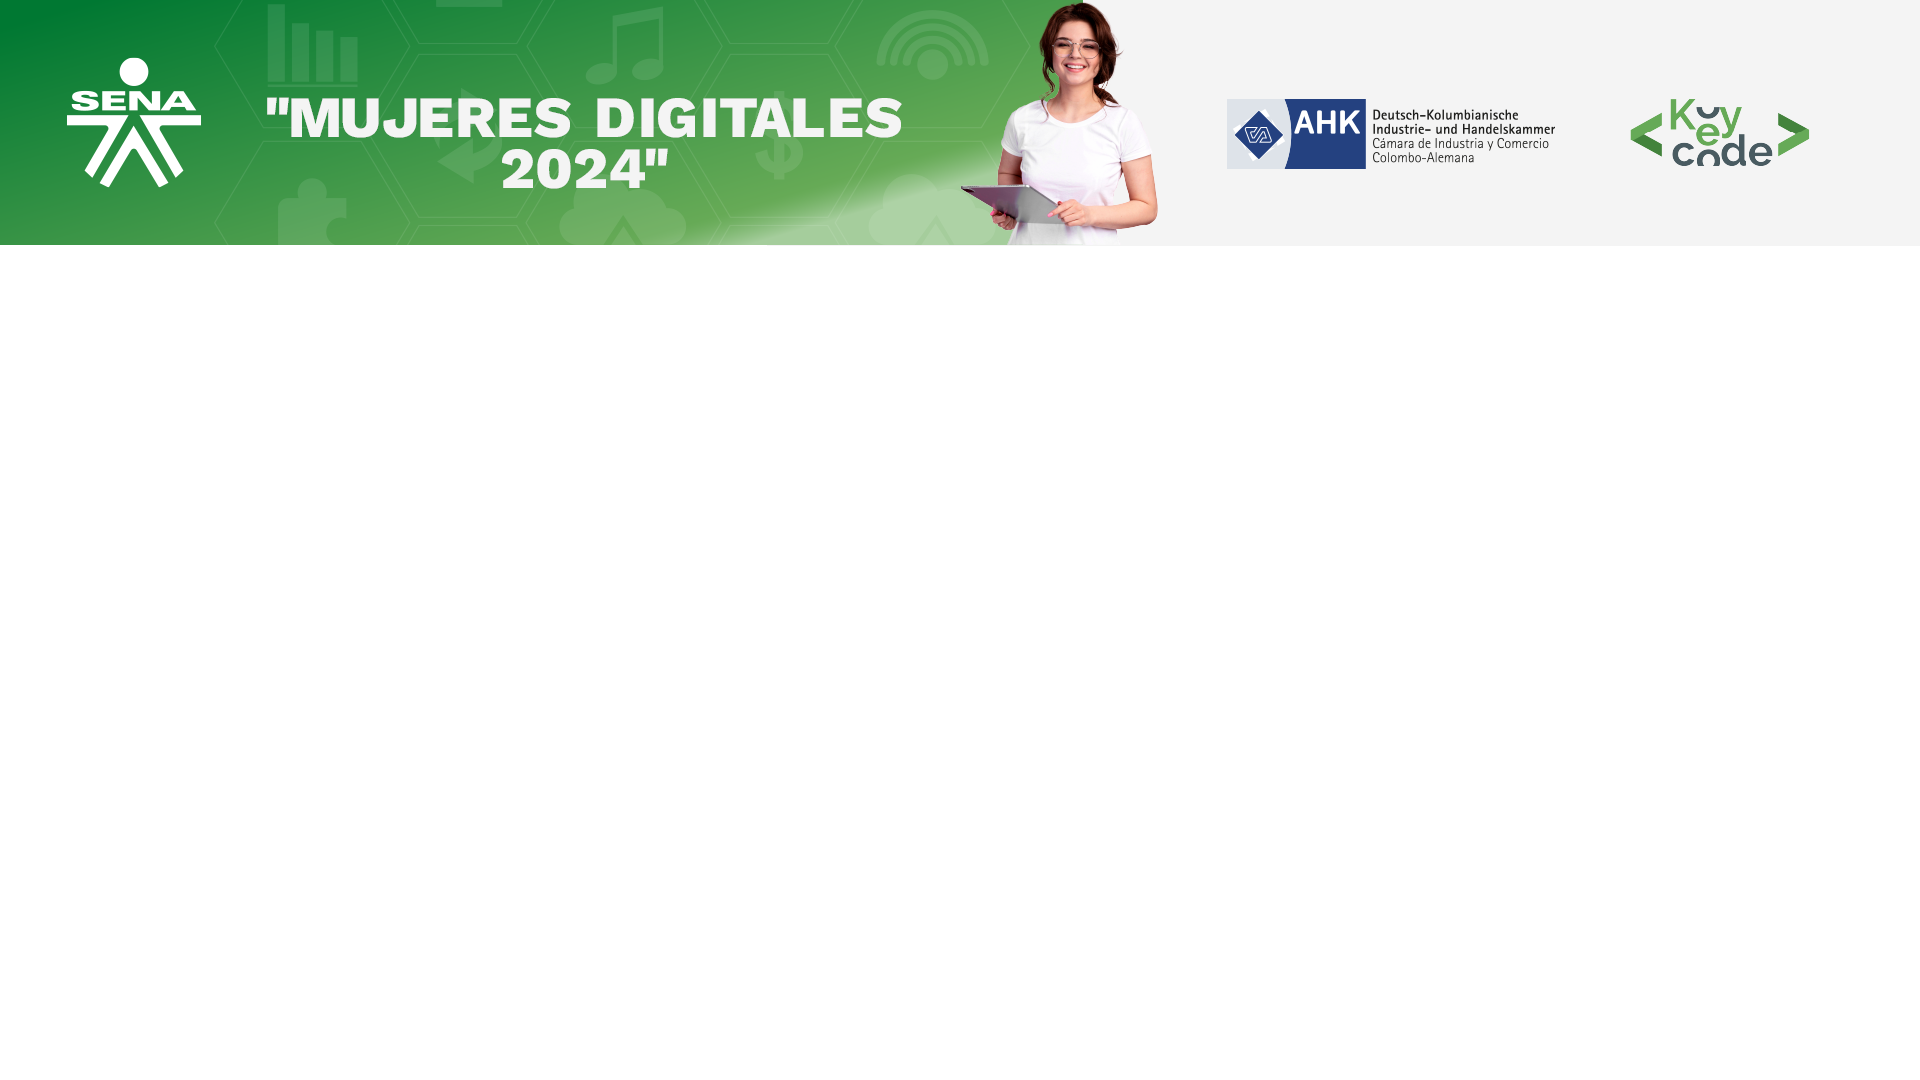 SENA
"MUJERES DIGITALES
2024"
AHK
Deutsch-Kolumbianische
Industrie- und Handelskammer
Cámara de Industria y Comercio
Colombo-Alemana
Key
code